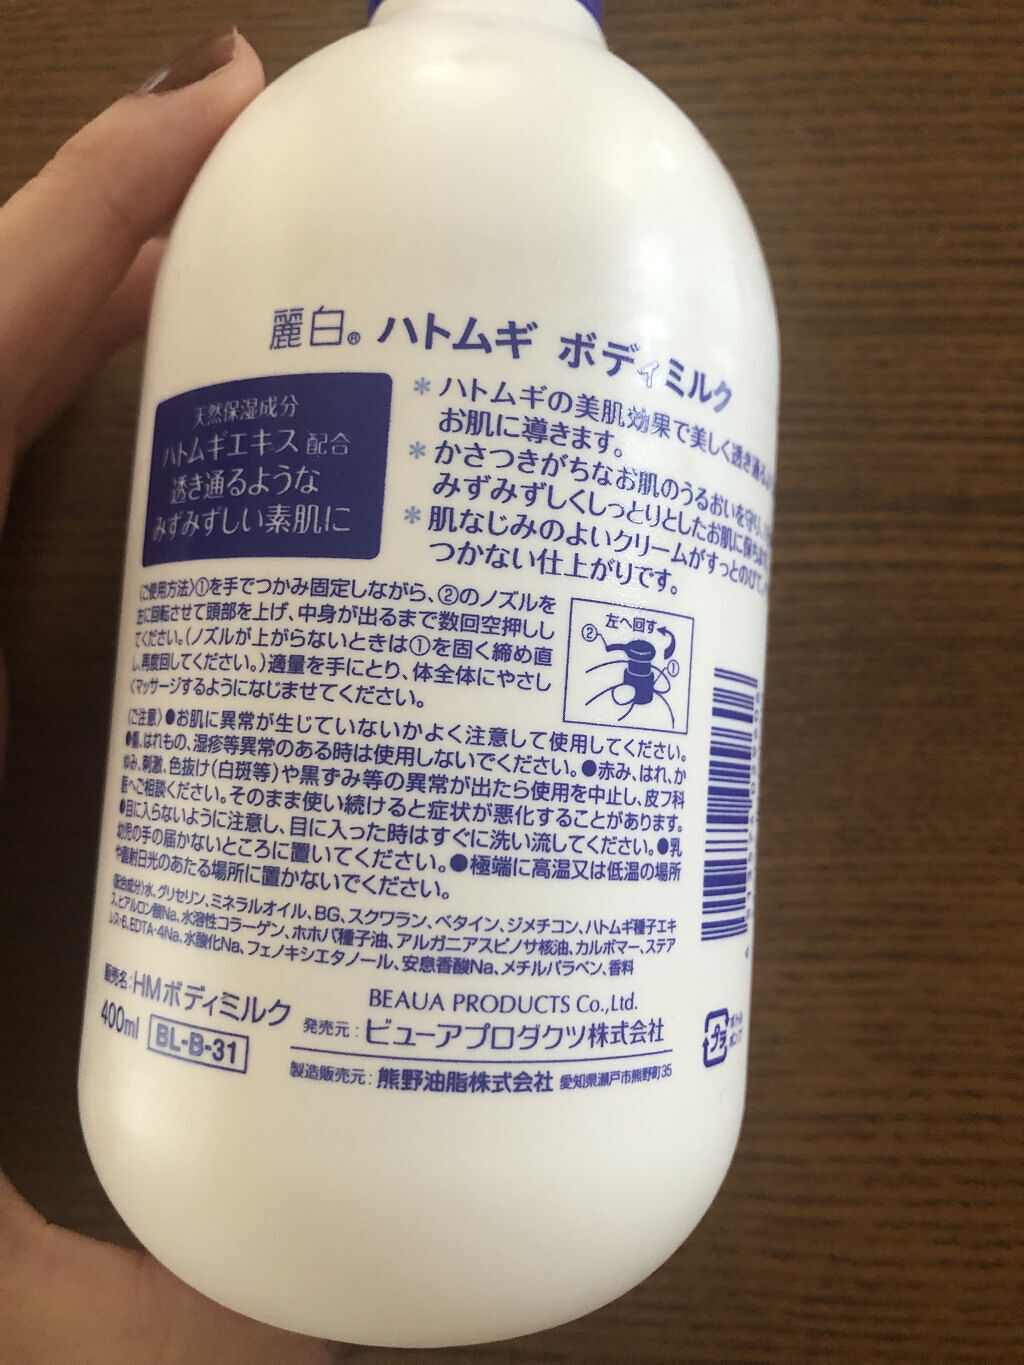 麗白® ハトムギ ボディミルク
天然保湿成分
ハトムギエキス 配合
透き通るような
みずみずしい素肌に
* ハトムギの美肌効果で美しく透き通る
お肌に導きます。
* かさつきがちなお肌のうるおいを守り、
みずみずしくしっとりとしたお肌に保ちます。
* 肌なじみのよいクリームがすっとのびて、
つかない仕上がりです。
〈ご使用方法〉①を手でつかみ固定しながら、②のノズルを
左に回転させて頭部を上げ、中身が出るまで数回空押しし
てください。(ノズルが上がらないときは①を固く締め直
し、再度回してください。)適量を手にとり、体全体にやさし
くマッサージするようになじませてください。
左へ回す
②
①
〈ご注意〉●お肌に異常が生じていないかよく注意して使用してください。
●傷、はれもの、湿疹等異常のある時は使用しないでください。●赤み、はれ、か
ゆみ、刺激、色抜け(白斑等)や黒ずみ等の異常が出たら使用を中止し、皮フ科
医へご相談ください。そのまま使い続けると症状が悪化することがあります。
●目に入らないように注意し、目に入った時はすぐに洗い流してください。●乳
幼児の手の届かないところに置いてください。●極端に高温又は低温の場所
や直射日光のあたる場所に置かないでください。
〈配合成分〉水、グリセリン、ミネラルオイル、BG、スクワラン、ベタイン、ジメチコン、ハトムギ種子エキ
ス、ヒアルロン酸Na、水溶性コラーゲン、ホホバ種子油、アルガニアスピノサ核油、カルボマー、ステア
レス-6、EDTA-4Na、水酸化Na、フェノキシエタノール、安息香酸Na、メチルパラベン、香料
販売名:HMボディミルク
400ml BL-B-31
BEAUA PRODUCTS Co.,Ltd.
発売元:ビューアプロダクツ株式会社
製造販売元:熊野油脂株式会社 愛知県瀬戸市熊野町35
プラ
ボトル
ポンプ